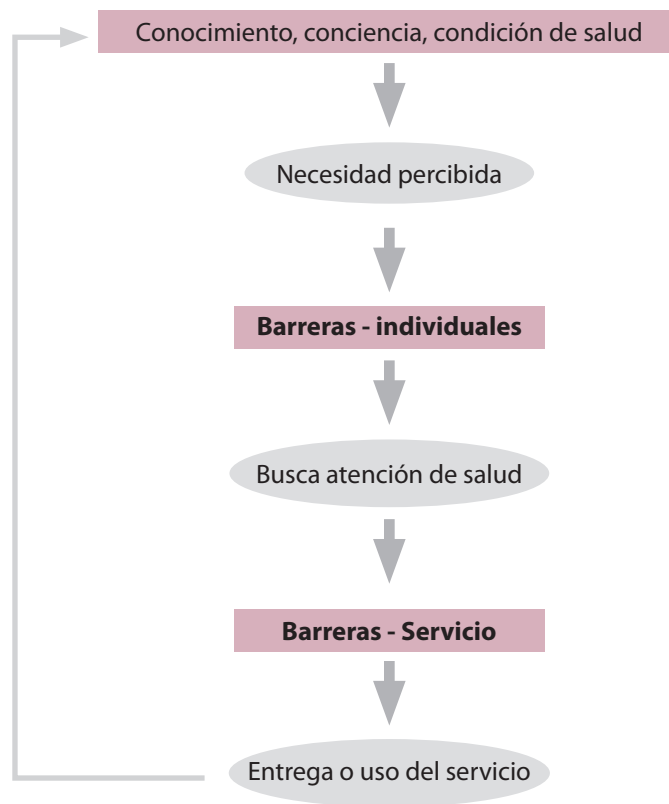 Conocimiento, conciencia, condición de salud
Necesidad percibida
Barreras - individuales
Busca atención de salud
Barreras - Servicio
Entrega o uso del servicio